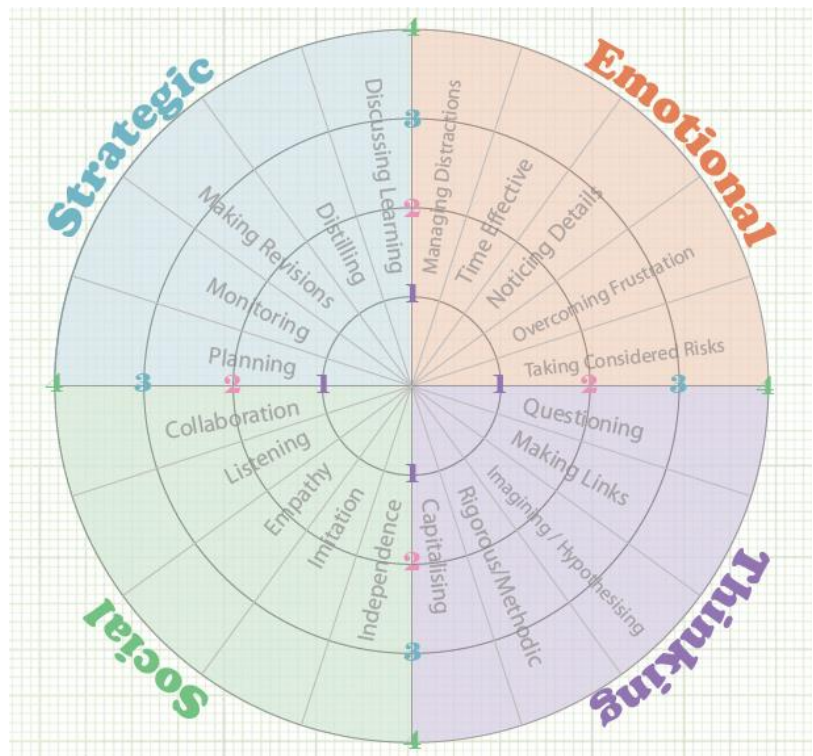 Strategic
Emotional
Social
Thinking
4
3
2
1
4
3
2
1
1
2
3
4
1
2
3
4
Discussing Learning
Distilling
Making Revisions
Monitoring
Planning
Managing Distractions
Time Effective
Noticing Details
Overcoming Frustration
Taking Considered Risks
Collaboration
Listening
Empathy
Imitation
Independence
Questioning
Making Links
Imagining / Hypothesising
Rigorous/Methodic
Capitalising